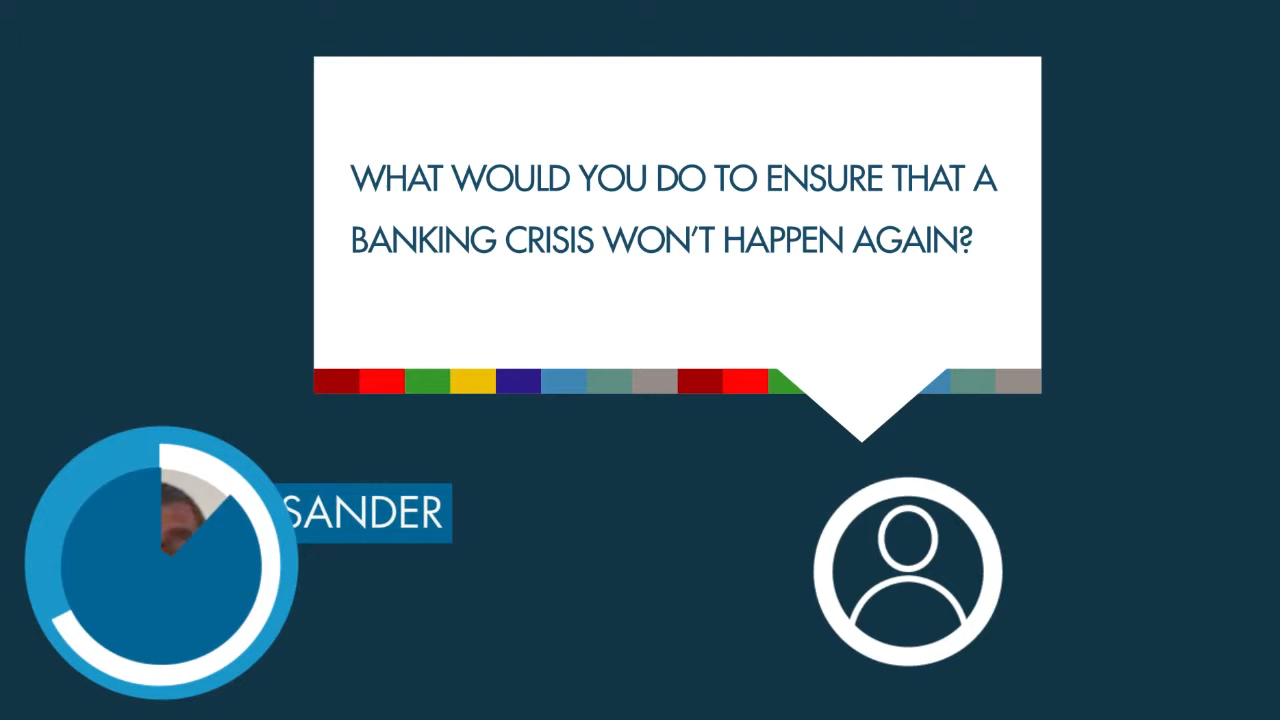 WHAT WOULD YOU DO TO ENSURE THAT A
BANKING CRISIS WON'T HAPPEN AGAIN?
SANDER